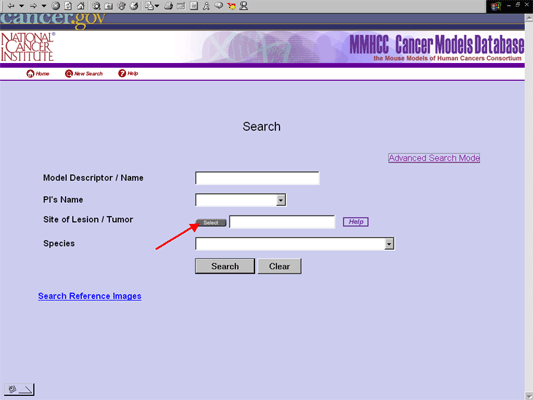 cancer.gov
NATIONAL
CANCER
INSTITUTE
MMHCC Cancer Models Database
the Mouse Models of Human Cancers Consortium
Home New Search Help
Search
Advanced Search Mode
Model Descriptor / Name
PI's Name
Site of Lesion / Tumor Select Help
Species
Search Clear
Search Reference Images